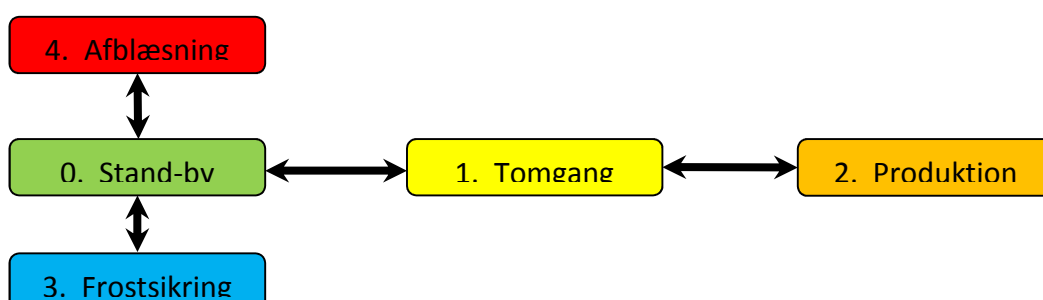 4. Afblæsning
0. Stand-by
1. Tomgang
2. Produktion
3. Frostsikring